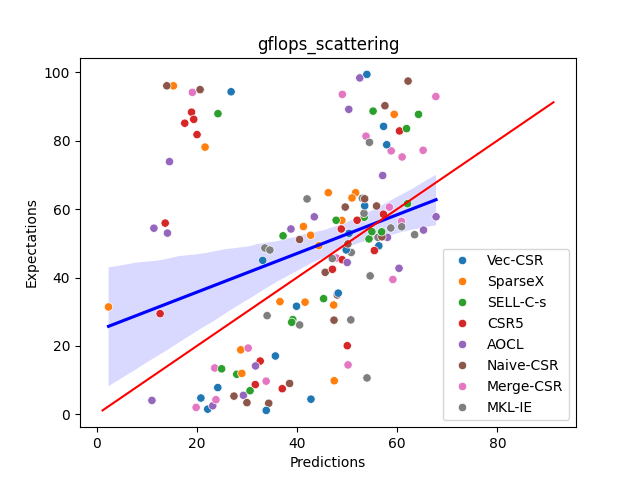 gflops_scattering
100
80
60
40
20
0
Expectations
0 20 40 60 80
Predictions
Vec-CSR
SparseX
SELL-C-s
CSR5
AOCL
Naive-CSR
Merge-CSR
MKL-IE